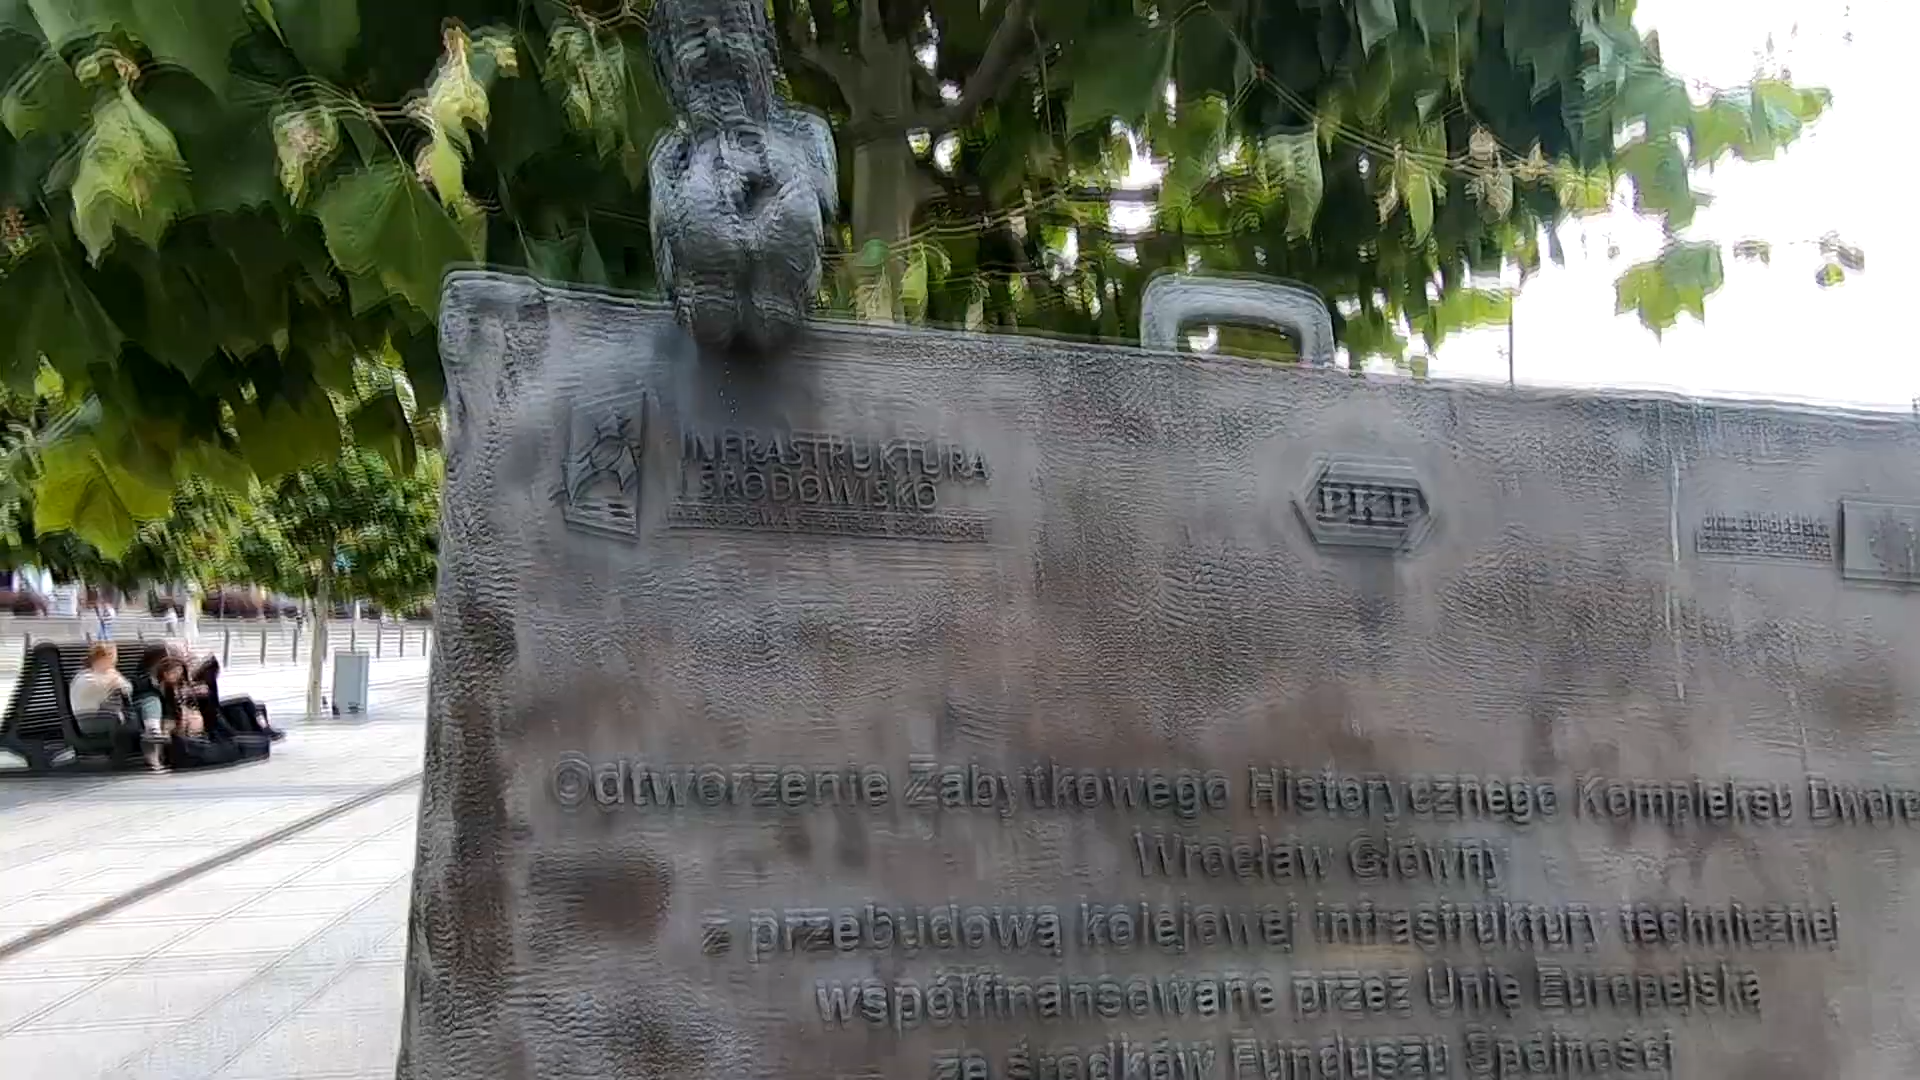 INFRASTRUKTURA
I ŚRODOWISKO
NARODOWA STRATEGIA SPÓJNOŚCI
PKP
UNIA EUROPEJSKA
Odtworzenie Zabytkowego Historycznego Kompleksu Dworc
Wrocław Główny
z przebudową kolejowej infrastruktury technicznej
współfinansowane przez Unię Europejską
ze środków Funduszu Spójności